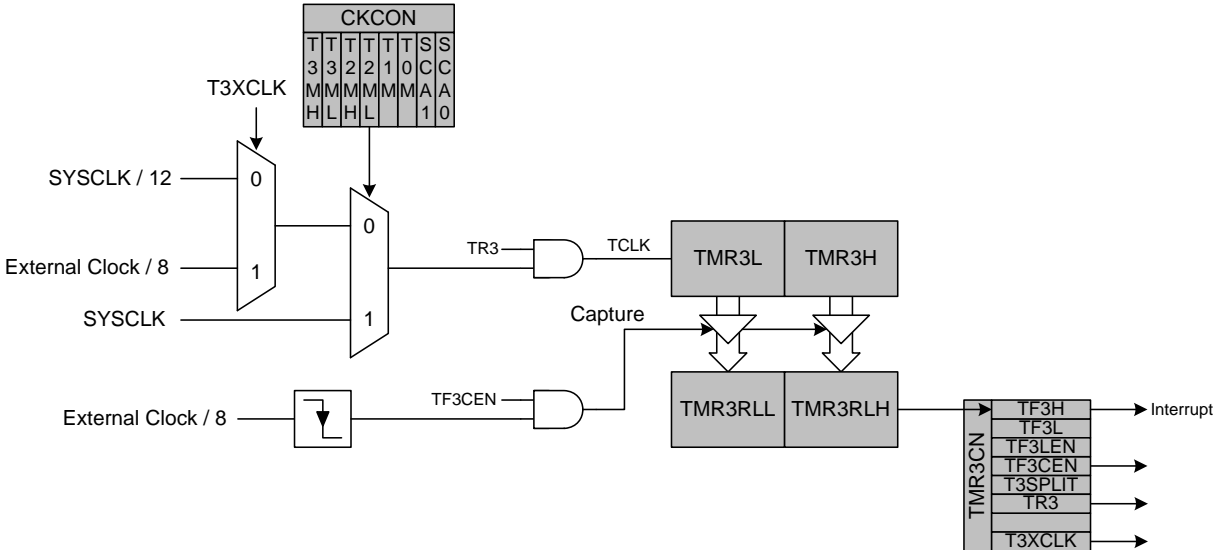 CKCON
T3MH
T3ML
T2MH
T2ML
T1M
T0M
SCA1
SCA0
T3XCLK
SYSCLK / 12
0
External Clock / 8
1
SYSCLK
0
1
TR3
TCLK
TMR3L
TMR3H
Capture
External Clock / 8
TF3CEN
TMR3RLL
TMR3RLH
TMR3CN
TF3H
Interrupt
TF3L
TF3LEN
TF3CEN
T3SPLIT
TR3
T3XCLK